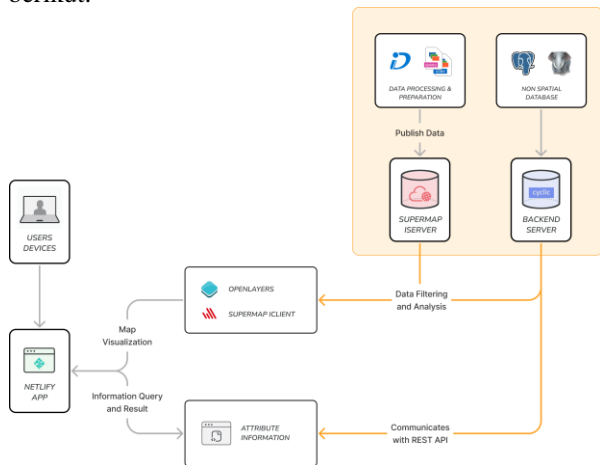 berikut:
DATA PROCESSING &
PREPARATION
NON SPATIAL
DATABASE
Publish Data
SUPERMAP
ISERVER
cyclic
BACKEND
SERVER
USERS
DEVICES
OPENLAYERS
SUPERMAP ICLIENT
Data Filtering
and Analysis
Map
Visualization
NETLIFY
APP
Information Query
and Result
ATTRIBUTE
INFORMATION
Communicates
with REST API